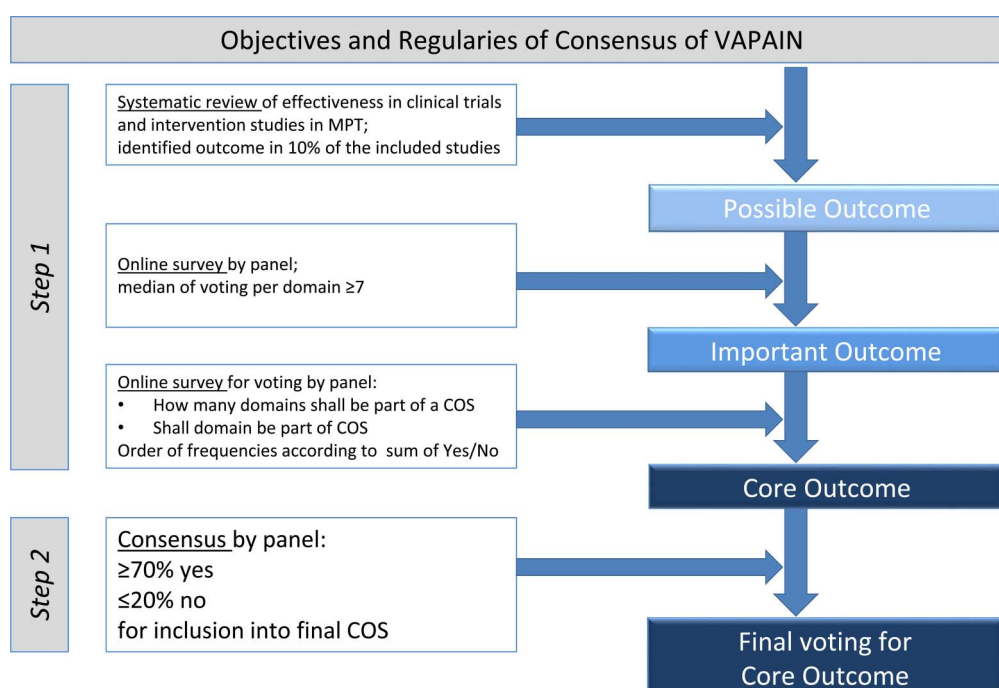 Objectives and Regularies of Consensus of VAPAIN
Step 1
Systematic review of effectiveness in clinical trials
and intervention studies in MPT;
identified outcome in 10% of the included studies
Possible Outcome
Online survey by panel;
median of voting per domain ≥7
Important Outcome
Online survey for voting by panel:
• How many domains shall be part of a COS
• Shall domain be part of COS
Order of frequencies according to sum of Yes/No
Core Outcome
Step 2
Consensus by panel:
≥70% yes
≤20% no
for inclusion into final COS
Final voting for
Core Outcome